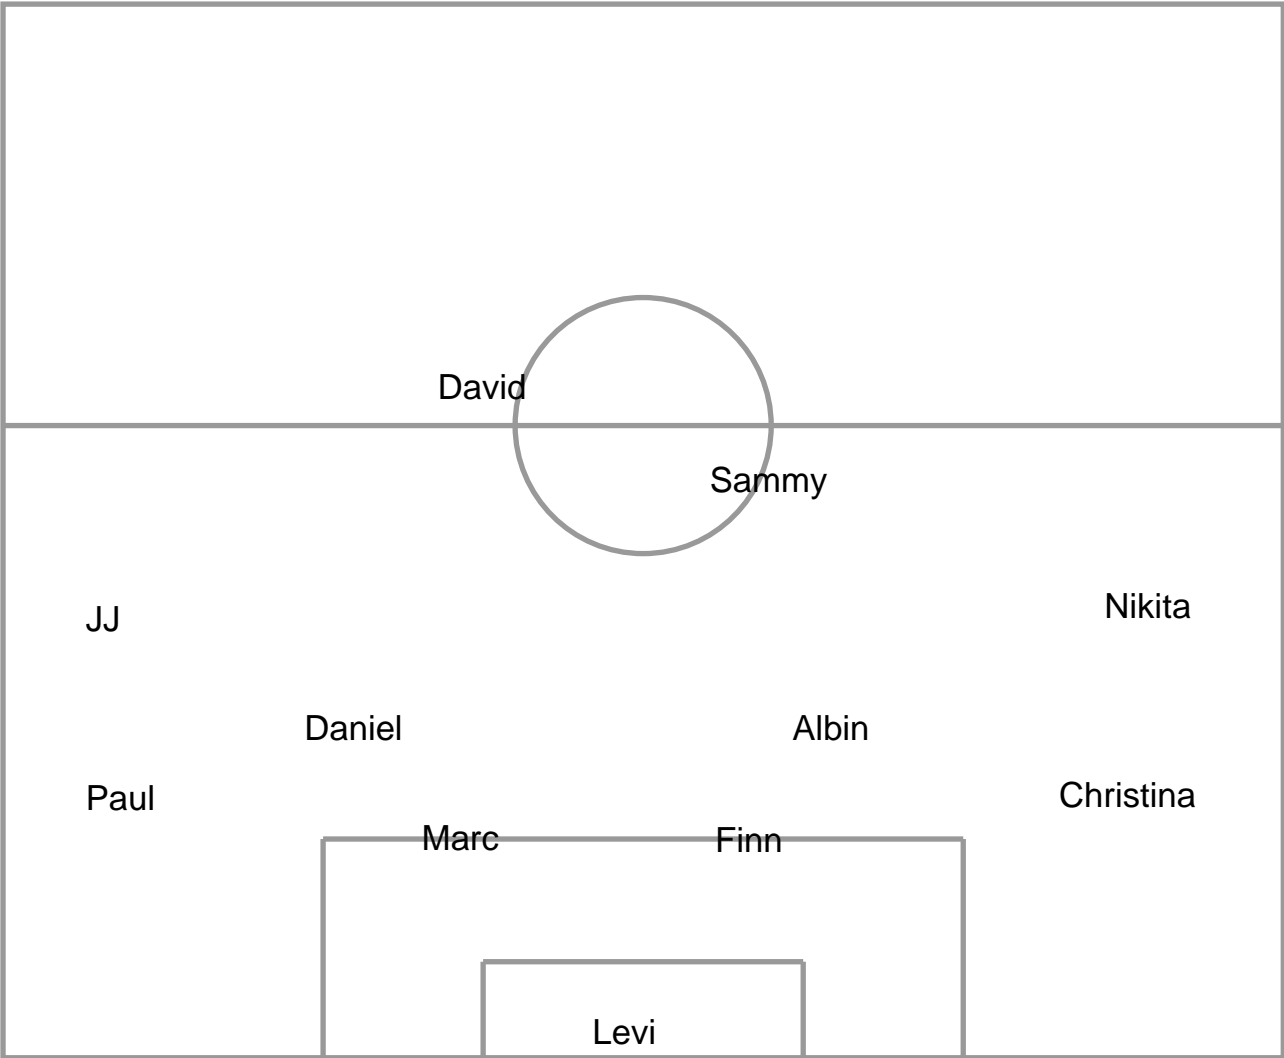 David
Sammy
JJ
Nikita
Daniel
Albin
Paul
Christina
Marc
Finn
Levi